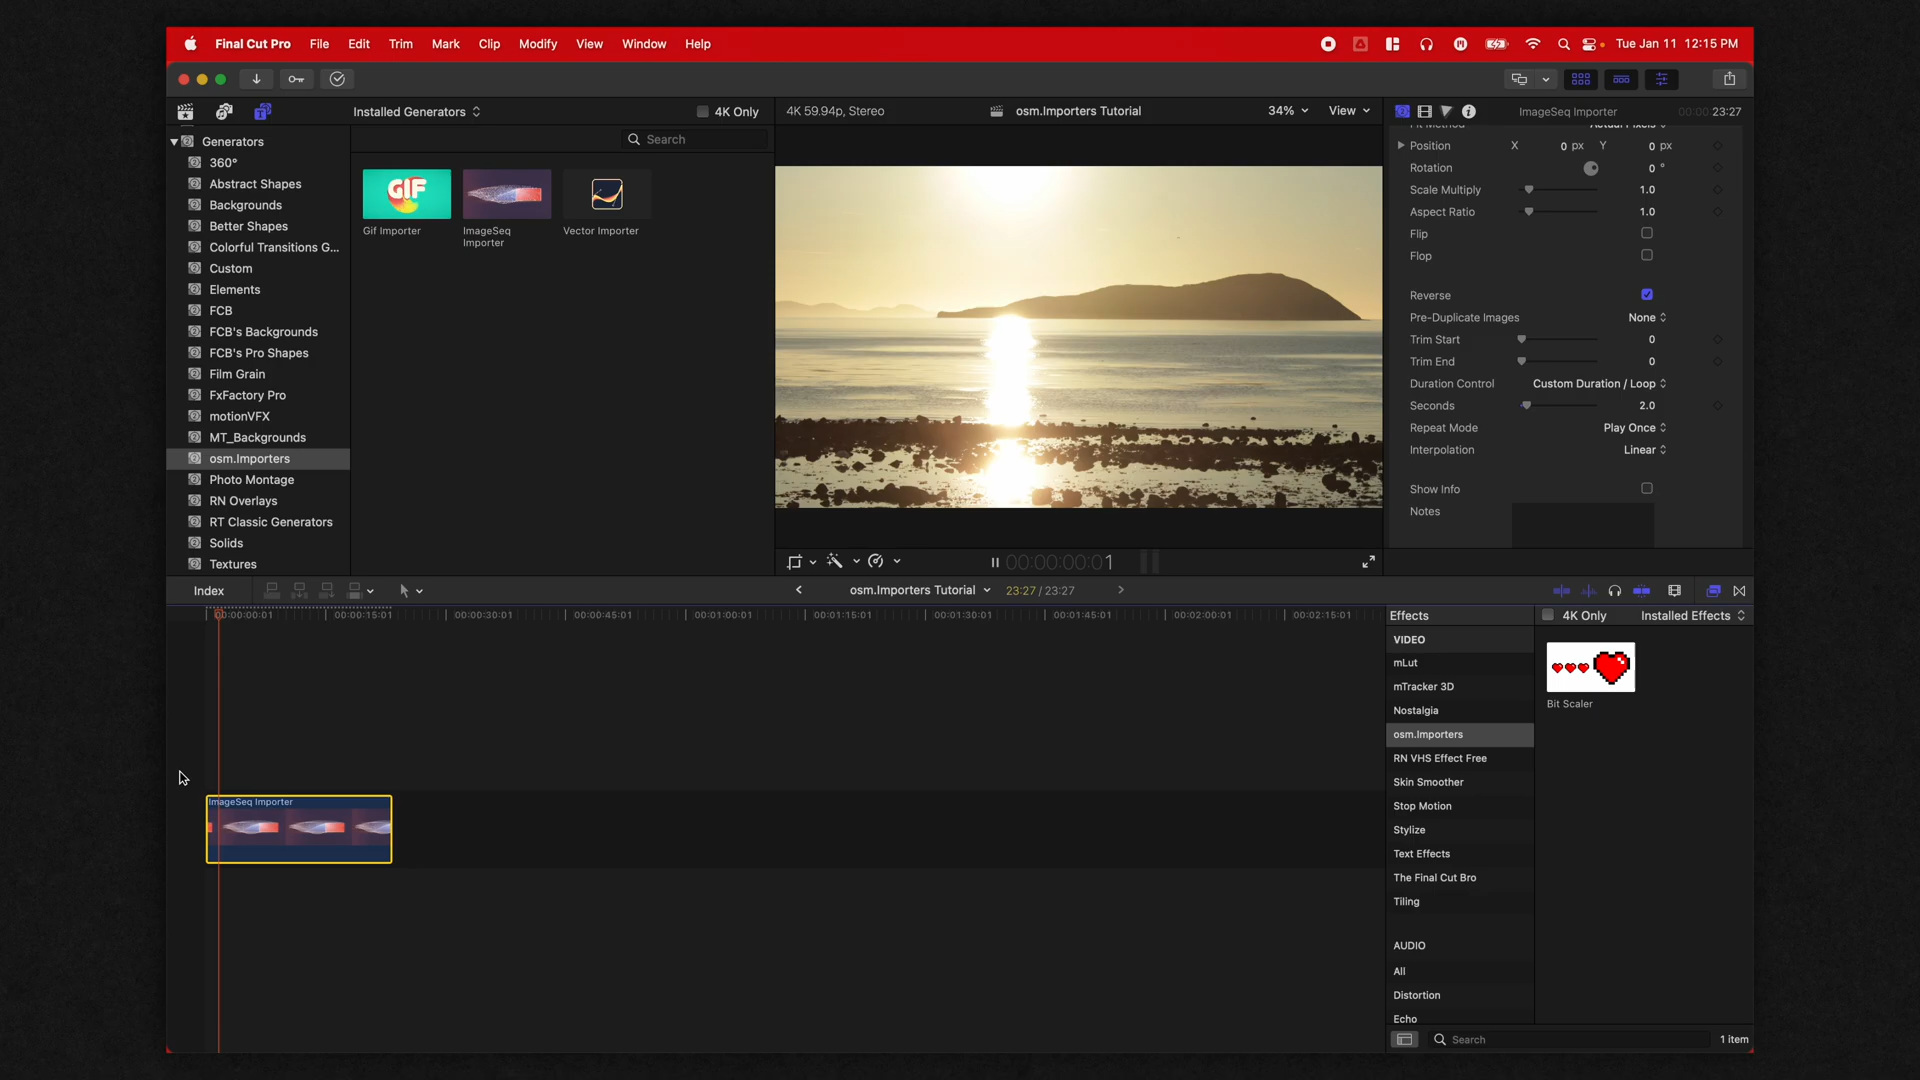 Final Cut Pro File Edit Trim Mark Clip Modify View Window Help
Tue Jan 11 12:15 PM
Installed Generators
4K Only
4K 59.94p, Stereo
osm.Importers Tutorial
34%
View
ImageSeq Importer
00:00:23:27
Generators
360°
Abstract Shapes
Backgrounds
Better Shapes
Colorful Transitions G...
Custom
Elements
FCB
FCB's Backgrounds
FCB's Pro Shapes
Film Grain
FxFactory Pro
motionVFX
MT_Backgrounds
osm.Importers
Photo Montage
RN Overlays
RT Classic Generators
Solids
Textures
Search
GIF
Gif Importer
ImageSeq
Importer
Vector Importer
Fit Method Actual Pixels
Position X 0 px Y 0 px
Rotation 0 °
Scale Multiply 1.0
Aspect Ratio 1.0
Flip
Flop
Reverse
Pre-Duplicate Images None
Trim Start 0
Trim End 0
Duration Control Custom Duration / Loop
Seconds 2.0
Repeat Mode Play Once
Interpolation Linear
Show Info
Notes
00:00:00:01
Index
osm.Importers Tutorial
23:27 / 23:27
00:00:00:01 00:00:15:01 00:00:30:01 00:00:45:01 00:01:00:01 00:01:15:01 00:01:30:01 00:01:45:01 00:02:00:01 00:02:15:01
ImageSeq Importer
Effects
4K Only
Installed Effects
VIDEO
mLut
mTracker 3D
Nostalgia
osm.Importers
RN VHS Effect Free
Skin Smoother
Stop Motion
Stylize
Text Effects
The Final Cut Bro
Tiling
AUDIO
All
Distortion
Echo
Bit Scaler
Search
1 item